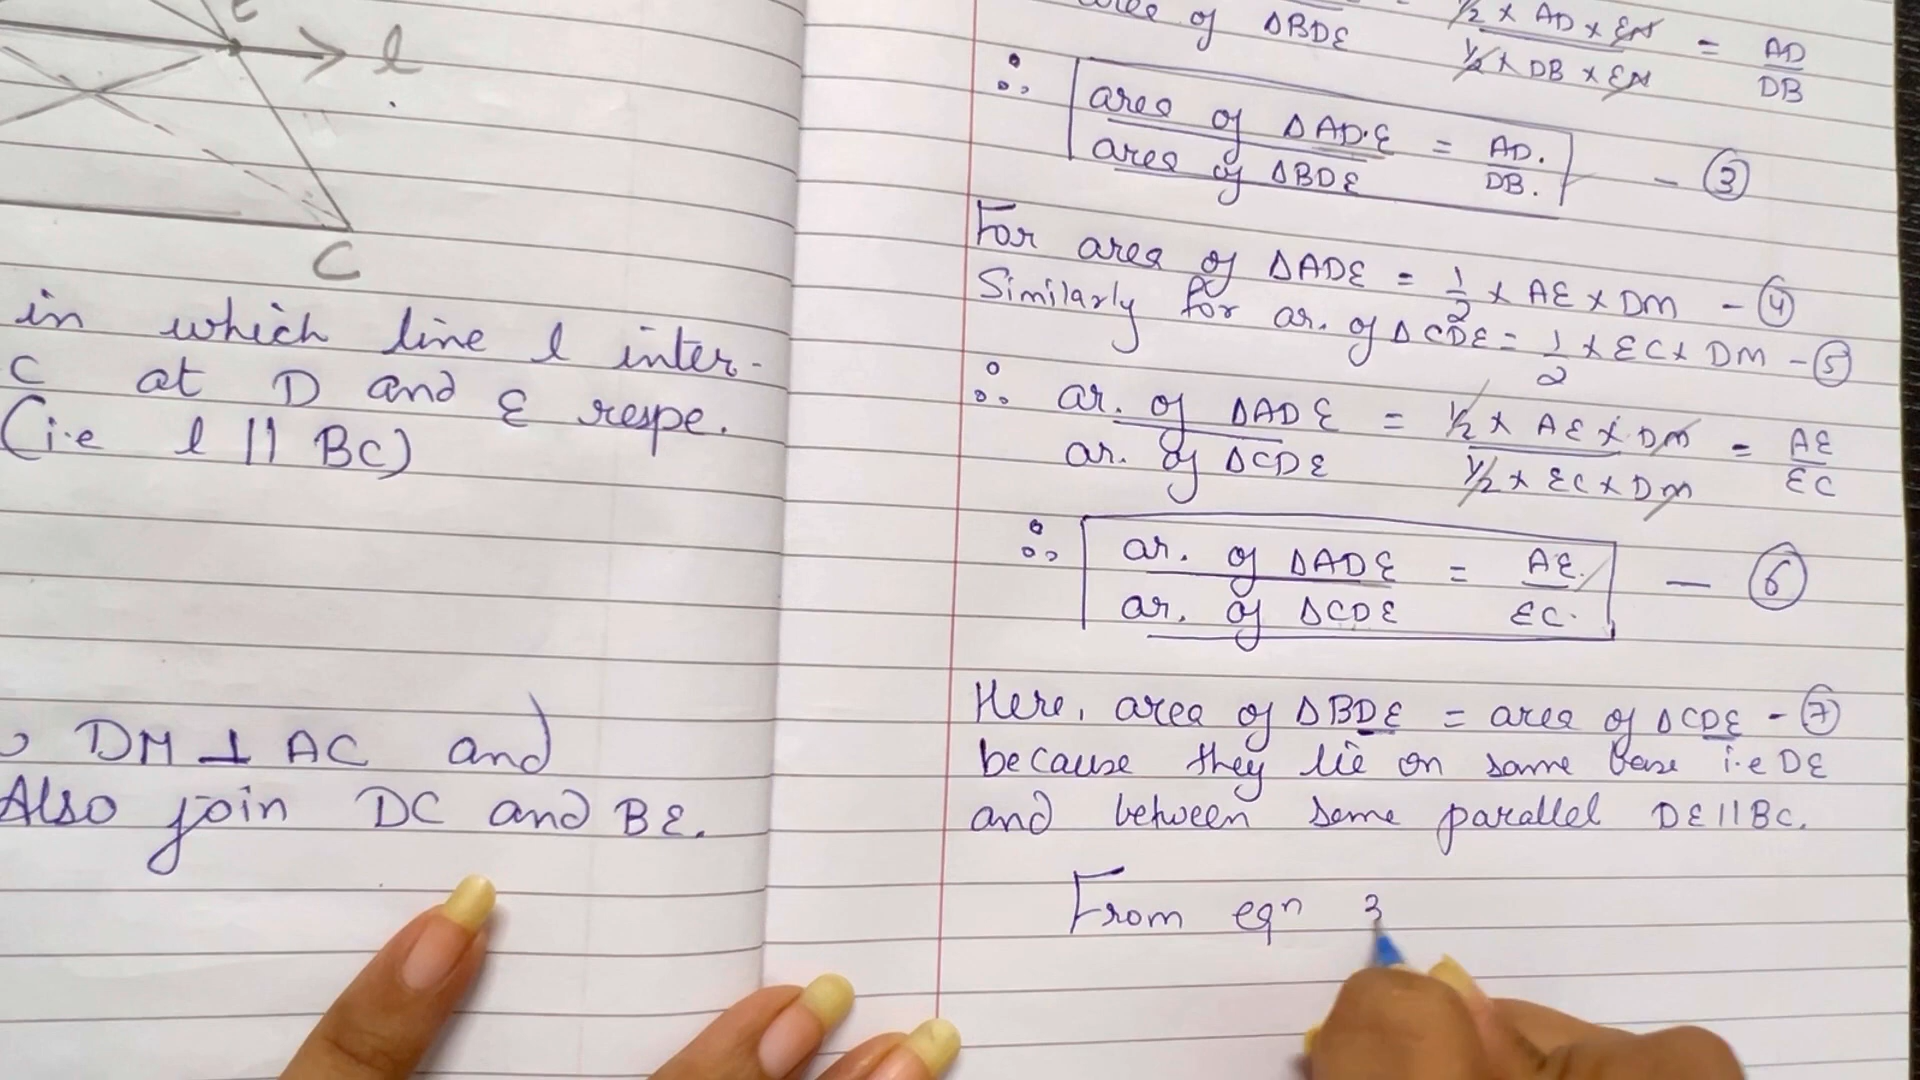 l
C
in which line l inter-
C at D and E respe.
(i.e l || BC)
DM ⊥ AC and
Also join DC and BE.
of ΔBDE 1/2 × AD × EN = AD
1/2 × DB × EN DB
∴ area of ΔADE = AD.
area of ΔBDE DB. - ③
For area of ΔADE = 1/2 × AE × DM - ④
Similarly for ar. of ΔCDE = 1/2 × EC × DM - ⑤
∴ ar. of ΔADE = 1/2 × AE × DM = AE
ar. of ΔCDE 1/2 × EC × DM EC
∴ ar. of ΔADE = AE.
ar. of ΔCDE EC. - ⑥
Here, area of ΔBDE = area of ΔCDE - ⑦
because they lie on same base i.e DE
and between same parallel DE||BC.
From eqn 3